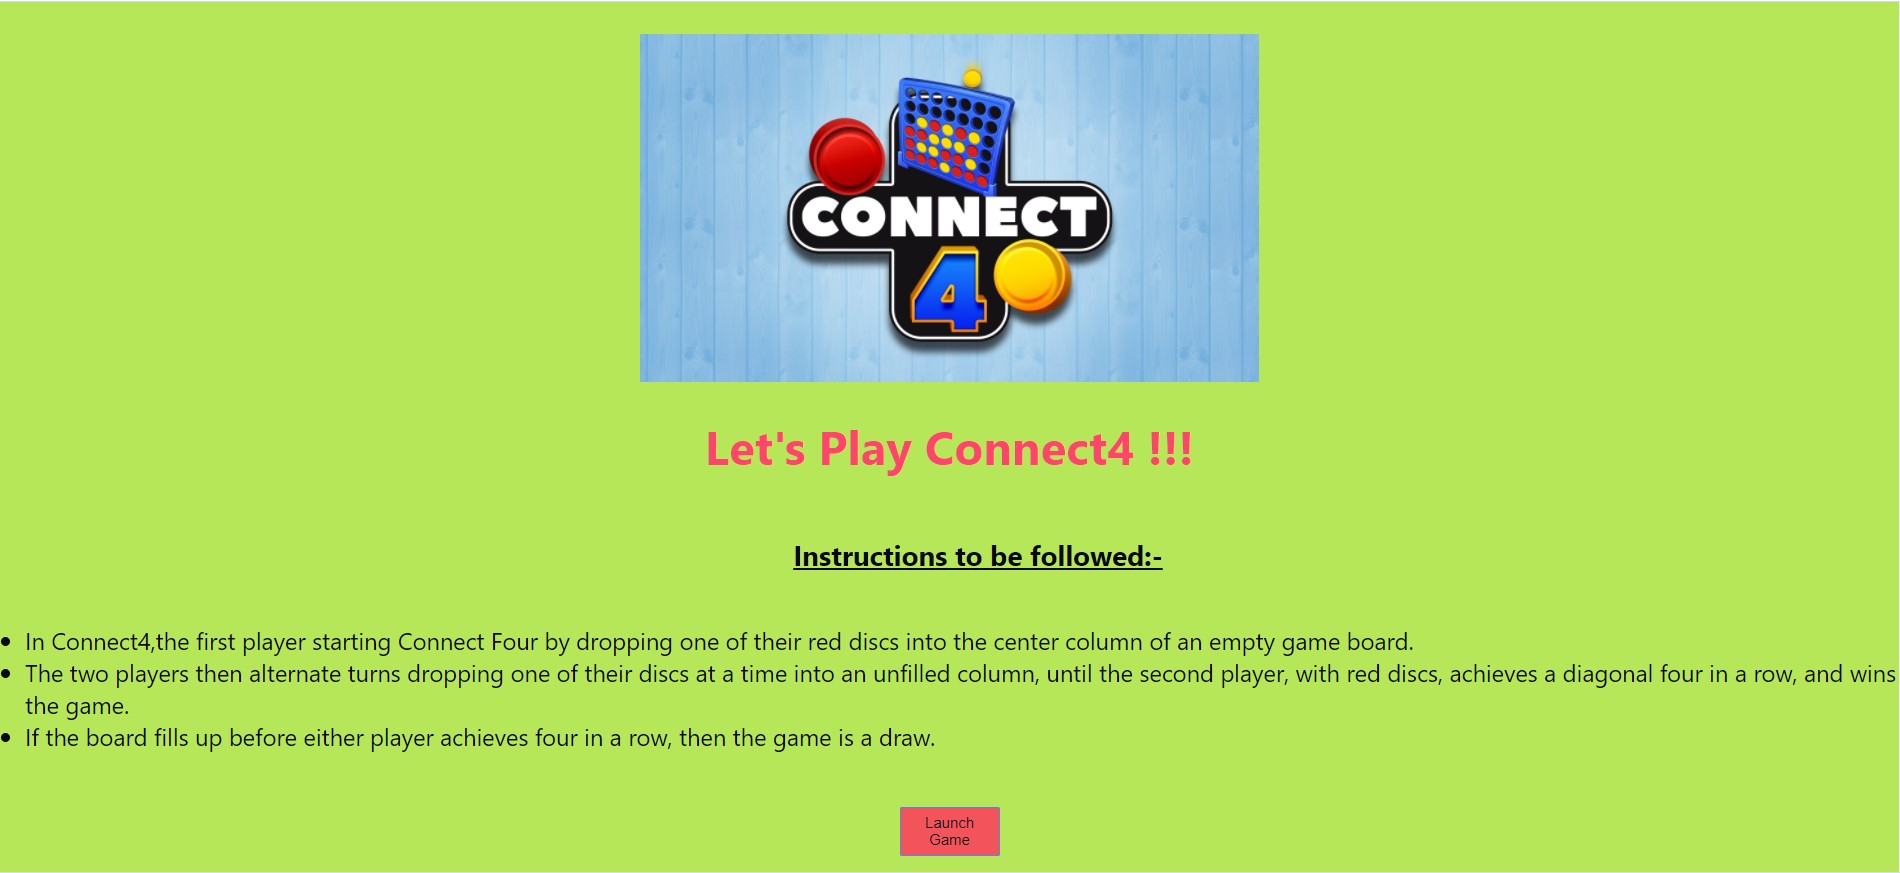 CONNECT
4
Let's Play Connect4 !!!
Instructions to be followed:-
In Connect4,the first player starting Connect Four by dropping one of their red discs into the center column of an empty game board.
The two players then alternate turns dropping one of their discs at a time into an unfilled column, until the second player, with red discs, achieves a diagonal four in a row, and wins
the game.
If the board fills up before either player achieves four in a row, then the game is a draw.
Launch
Game